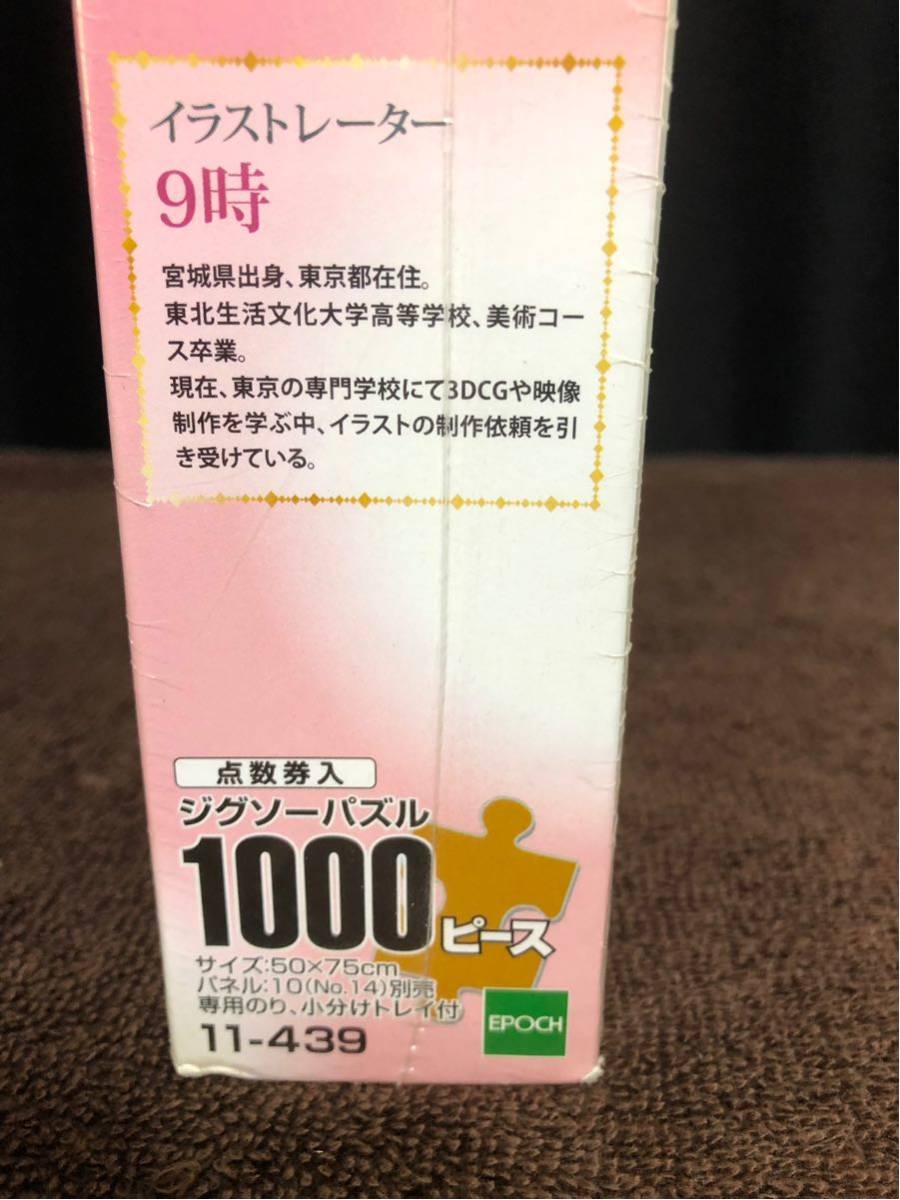 イラストレーター
9時
宮城県出身、東京都在住。
東北生活文化大学高等学校、美術コー
ス卒業。
現在、東京の専門学校にて3DCGや映像
制作を学ぶ中、イラストの制作依頼を引
き受けている。
点数券入
ジグソーパズル
1000ピース
サイズ:50×75cm
パネル:10(No.14)別売
専用のり、小分けトレイ付
11-439
EPOCH